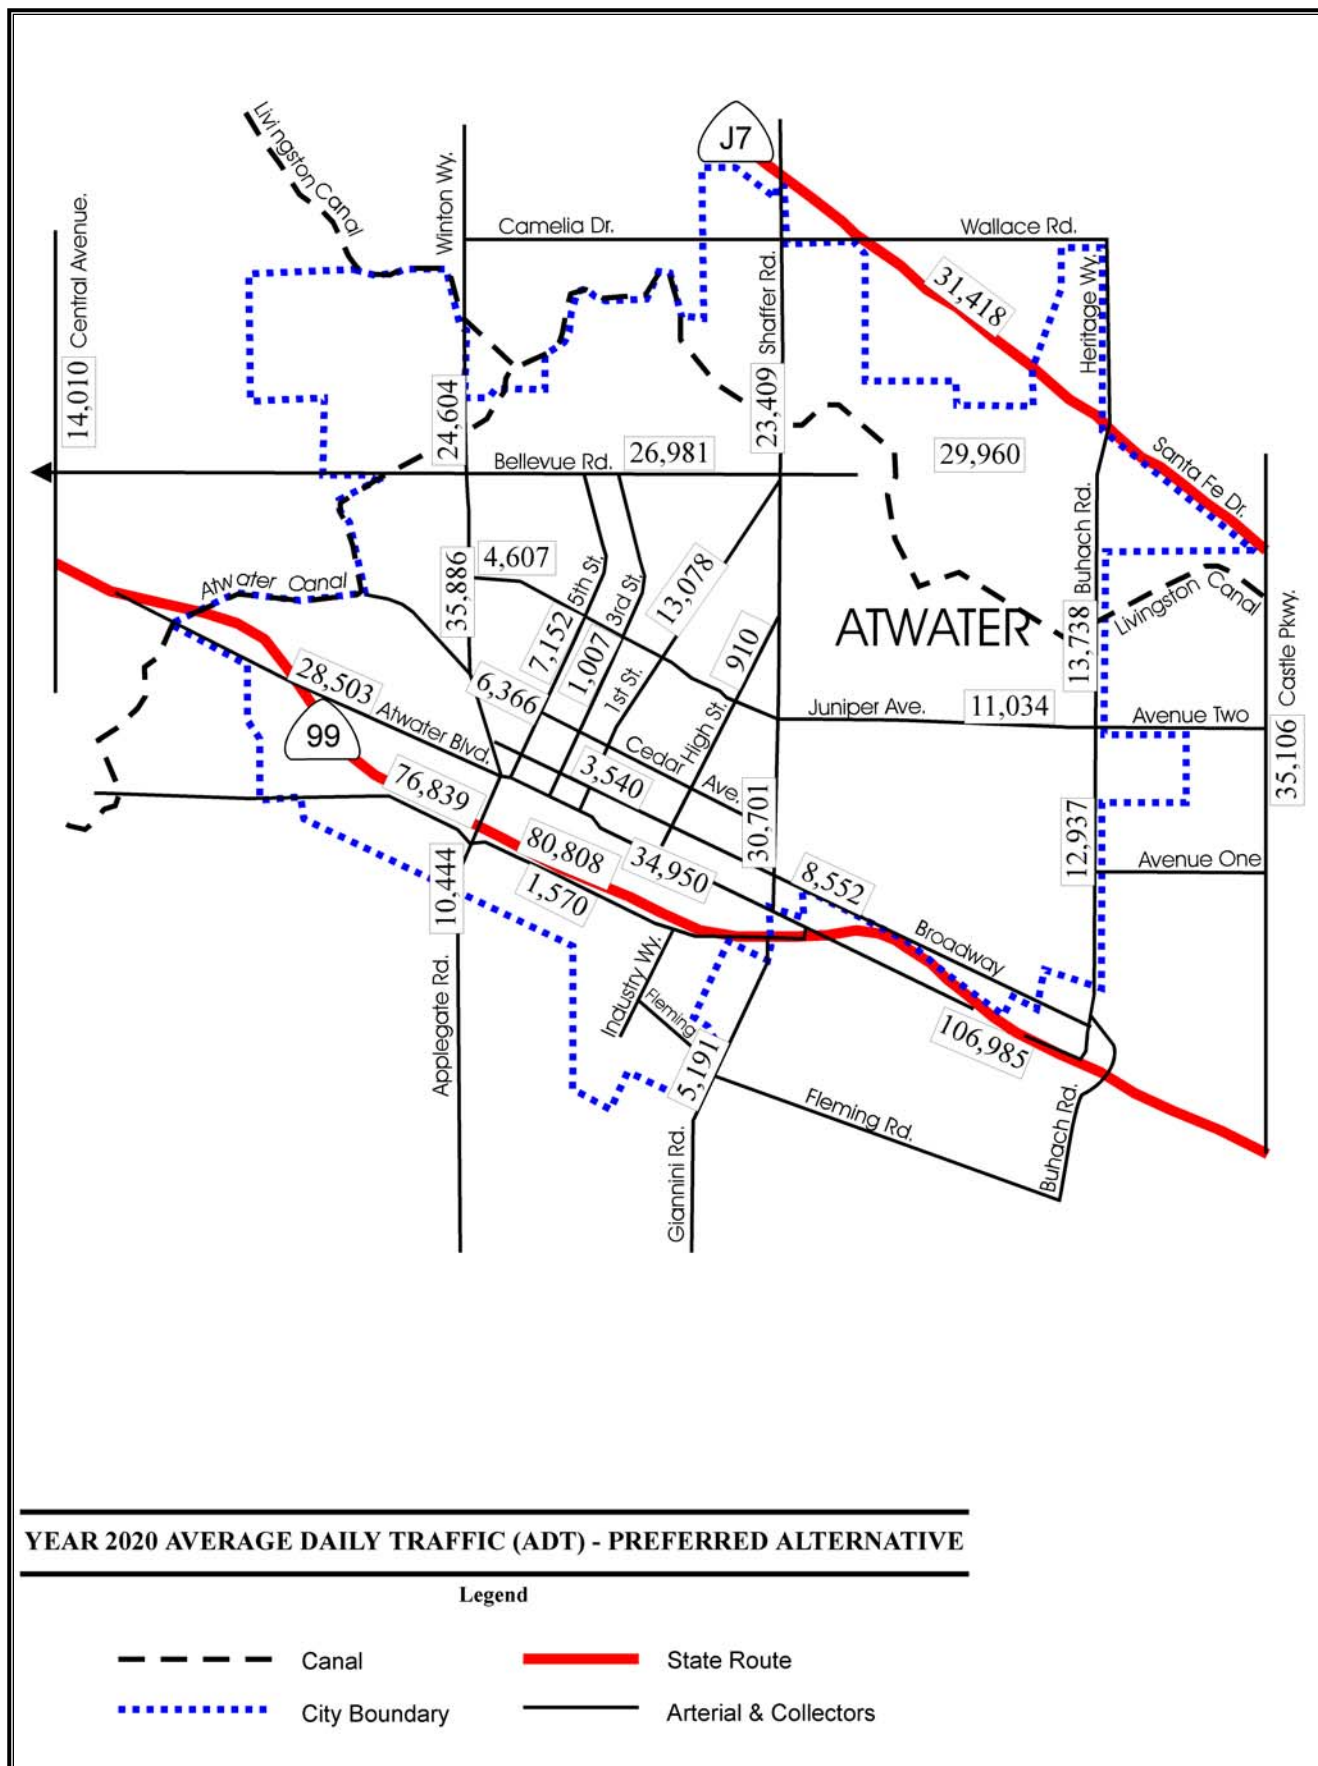 J7
Livingston Canal
Winton Wy.
Camelia Dr.
Wallace Rd.
Central Avenue.
Shaffer Rd.
31,418
Heritage Wy.
14,010
24,604
23,409
Bellevue Rd.
26,981
29,960
Santa Fe Dr.
Buhach Rd.
35,886
4,607
5th St.
3rd St.
13,078
Atwater Canal
ATWATER
Livingston Canal
7,152
1,007
910
13,738
Castle Pkwy.
28,503
6,366
1st St.
High St.
Juniper Ave.
11,034
Avenue Two
Atwater Blvd.
99
Cedar Ave.
3,540
35,106
76,839
30,701
12,937
80,808
34,950
8,552
Avenue One
10,444
1,570
Broadway
Industry Wy.
Fleming
Applegate Rd.
5,191
106,985
Fleming Rd.
Buhach Rd.
Giannini Rd.
YEAR 2020 AVERAGE DAILY TRAFFIC (ADT) - PREFERRED ALTERNATIVE
Legend
Canal
State Route
City Boundary
Arterial & Collectors